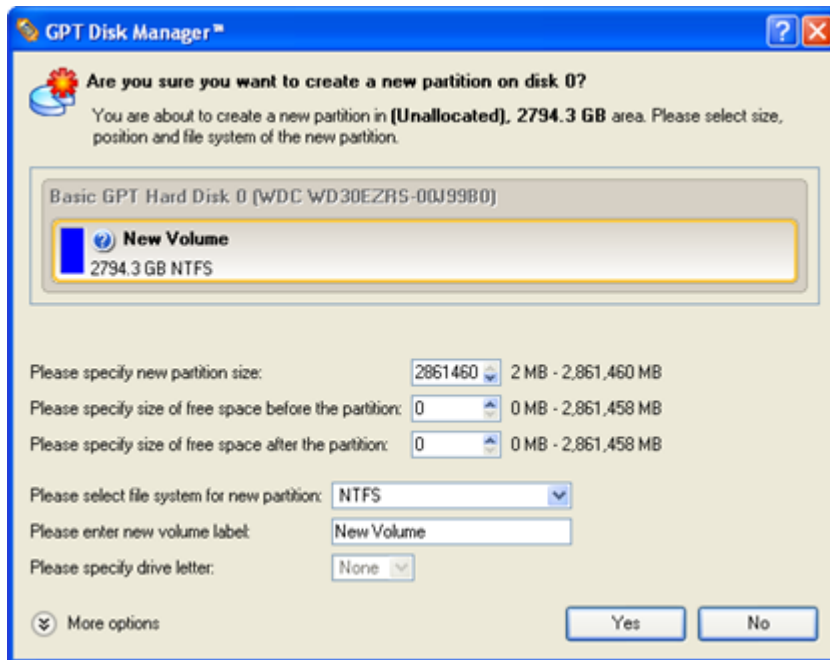 GPT Disk Manager™
Are you sure you want to create a new partition on disk 0?
You are about to create a new partition in (Unallocated), 2794.3 GB area. Please select size,
position and file system of the new partition.
Basic GPT Hard Disk 0 (WDC WD30EZRS-00J99B0)
New Volume
2794.3 GB NTFS
Please specify new partition size: 2861460 2 MB - 2,861,460 MB
Please specify size of free space before the partition: 0 0 MB - 2,861,458 MB
Please specify size of free space after the partition: 0 0 MB - 2,861,458 MB
Please select file system for new partition: NTFS
Please enter new volume label: New Volume
Please specify drive letter: None
More options Yes No